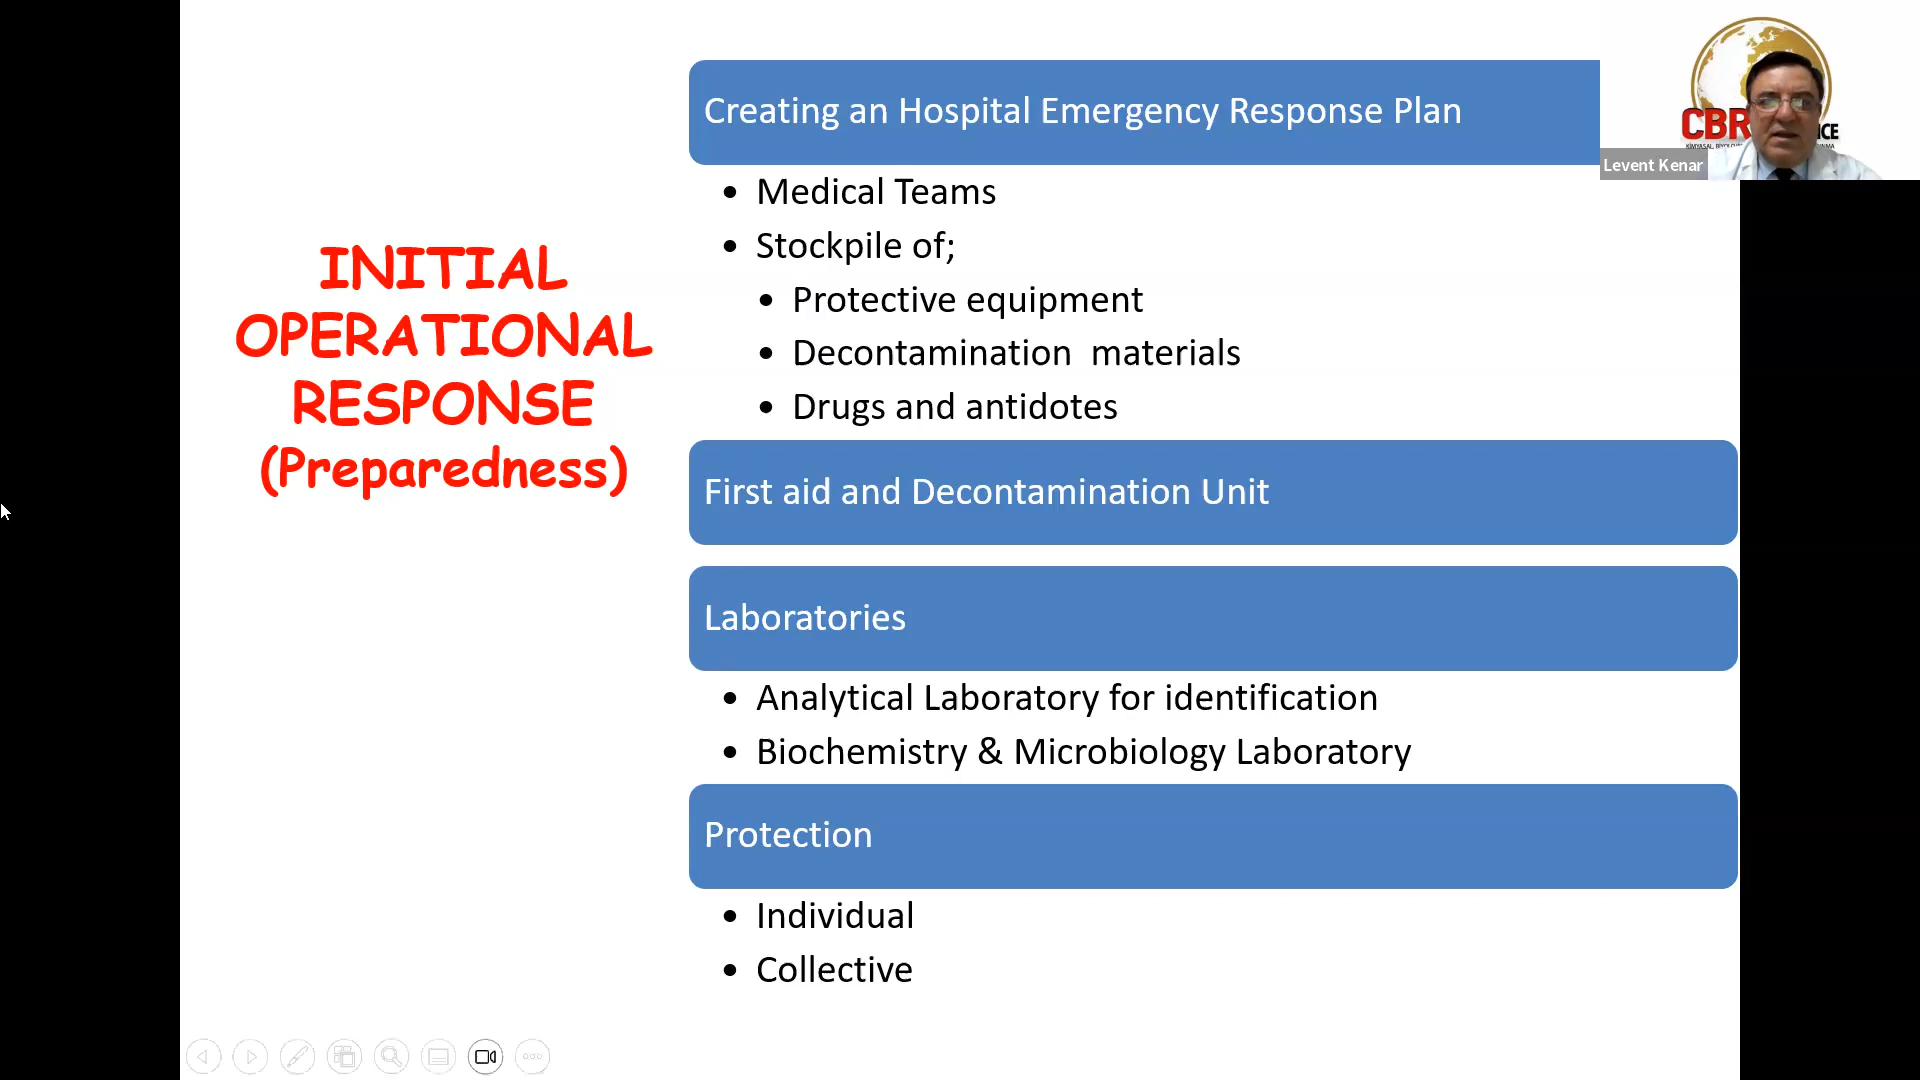 INITIAL
OPERATIONAL
RESPONSE
(Preparedness)
Creating an Hospital Emergency Response Plan
• Medical Teams
• Stockpile of;
• Protective equipment
• Decontamination materials
• Drugs and antidotes
First aid and Decontamination Unit
Laboratories
• Analytical Laboratory for identification
• Biochemistry & Microbiology Laboratory
Protection
• Individual
• Collective
Levent Kenar